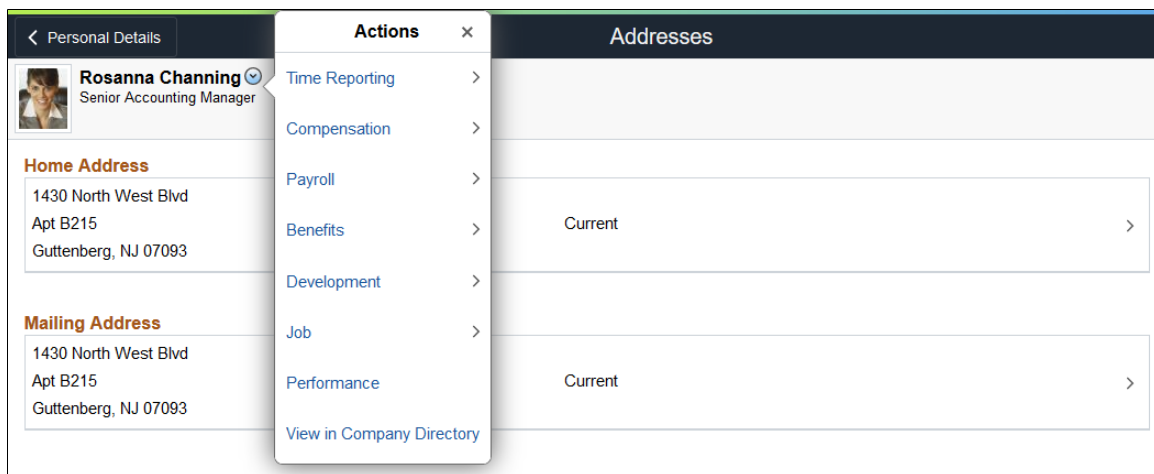 Personal Details
Addresses
Rosanna Channing
Senior Accounting Manager
Actions
Time Reporting
Compensation
Payroll
Benefits
Development
Job
Performance
View in Company Directory
Home Address
1430 North West Blvd
Apt B215
Guttenberg, NJ 07093
Current
Mailing Address
1430 North West Blvd
Apt B215
Guttenberg, NJ 07093
Current